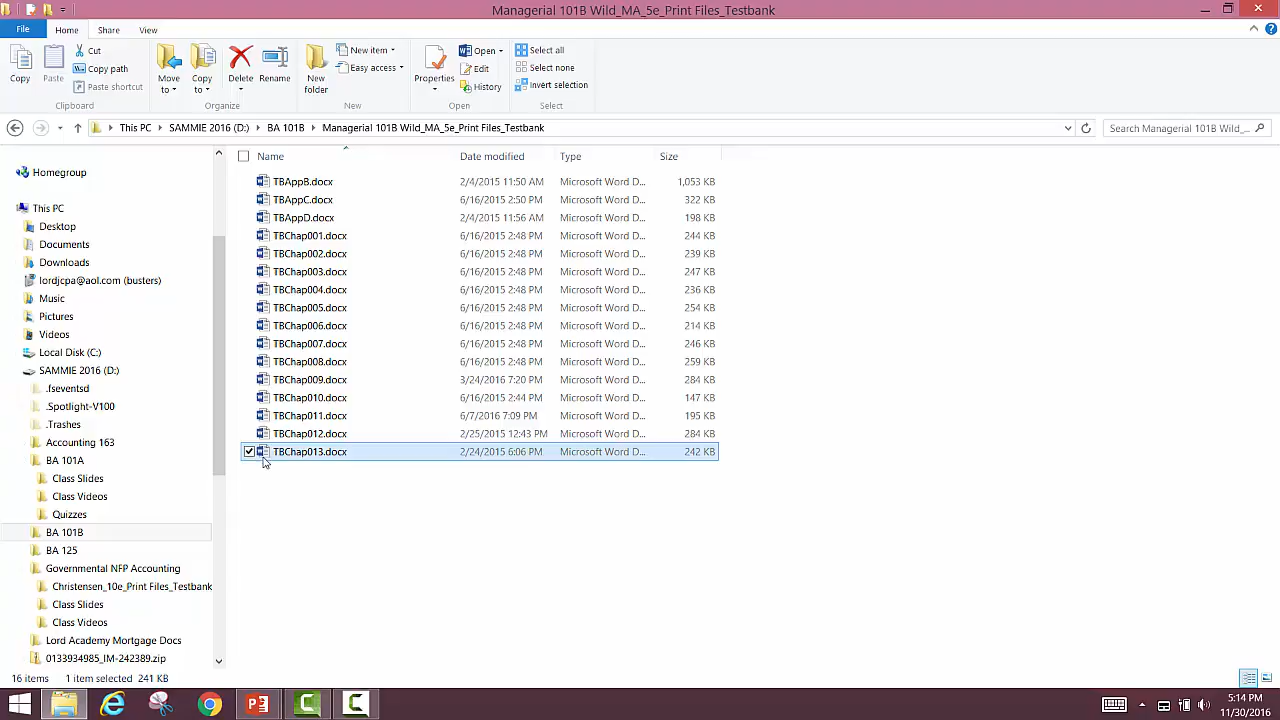 Managerial 101B Wild_MA_5e_Print Files_Testbank
File Home Share View
Copy Paste Cut Copy path Paste shortcut Move to Copy to Delete Rename New folder New item Easy access Properties Open Edit History Select all Select none Invert selection
Clipboard Organize New Open Select
This PC SAMMIE 2016 (D:) BA 101B Managerial 101B Wild_MA_5e_Print Files_Testbank Search Managerial 101B Wild_...
Name Date modified Type Size
Homegroup
This PC
Desktop
Documents
Downloads
lordjcpa@aol.com (busters)
Music
Pictures
Videos
Local Disk (C:)
SAMMIE 2016 (D:)
.fseventsd
.Spotlight-V100
.Trashes
Accounting 163
BA 101A
Class Slides
Class Videos
Quizzes
BA 101B
BA 125
Governmental NFP Accounting
Christensen_10e_Print Files_Testbank
Class Slides
Class Videos
Lord Academy Mortgage Docs
0133934985_IM-242389.zip
TBAppB.docx 2/4/2015 11:50 AM Microsoft Word D... 1,053 KB
TBAppC.docx 6/16/2015 2:50 PM Microsoft Word D... 322 KB
TBAppD.docx 2/4/2015 11:56 AM Microsoft Word D... 198 KB
TBChap001.docx 6/16/2015 2:48 PM Microsoft Word D... 244 KB
TBChap002.docx 6/16/2015 2:48 PM Microsoft Word D... 239 KB
TBChap003.docx 6/16/2015 2:48 PM Microsoft Word D... 247 KB
TBChap004.docx 6/16/2015 2:48 PM Microsoft Word D... 236 KB
TBChap005.docx 6/16/2015 2:48 PM Microsoft Word D... 254 KB
TBChap006.docx 6/16/2015 2:48 PM Microsoft Word D... 214 KB
TBChap007.docx 6/16/2015 2:48 PM Microsoft Word D... 246 KB
TBChap008.docx 6/16/2015 2:48 PM Microsoft Word D... 259 KB
TBChap009.docx 3/24/2016 7:20 PM Microsoft Word D... 284 KB
TBChap010.docx 6/16/2015 2:44 PM Microsoft Word D... 147 KB
TBChap011.docx 6/7/2016 7:09 PM Microsoft Word D... 195 KB
TBChap012.docx 2/25/2015 12:43 PM Microsoft Word D... 284 KB
TBChap013.docx 2/24/2015 6:06 PM Microsoft Word D... 242 KB
16 items 1 item selected 241 KB
5:14 PM
11/30/2016